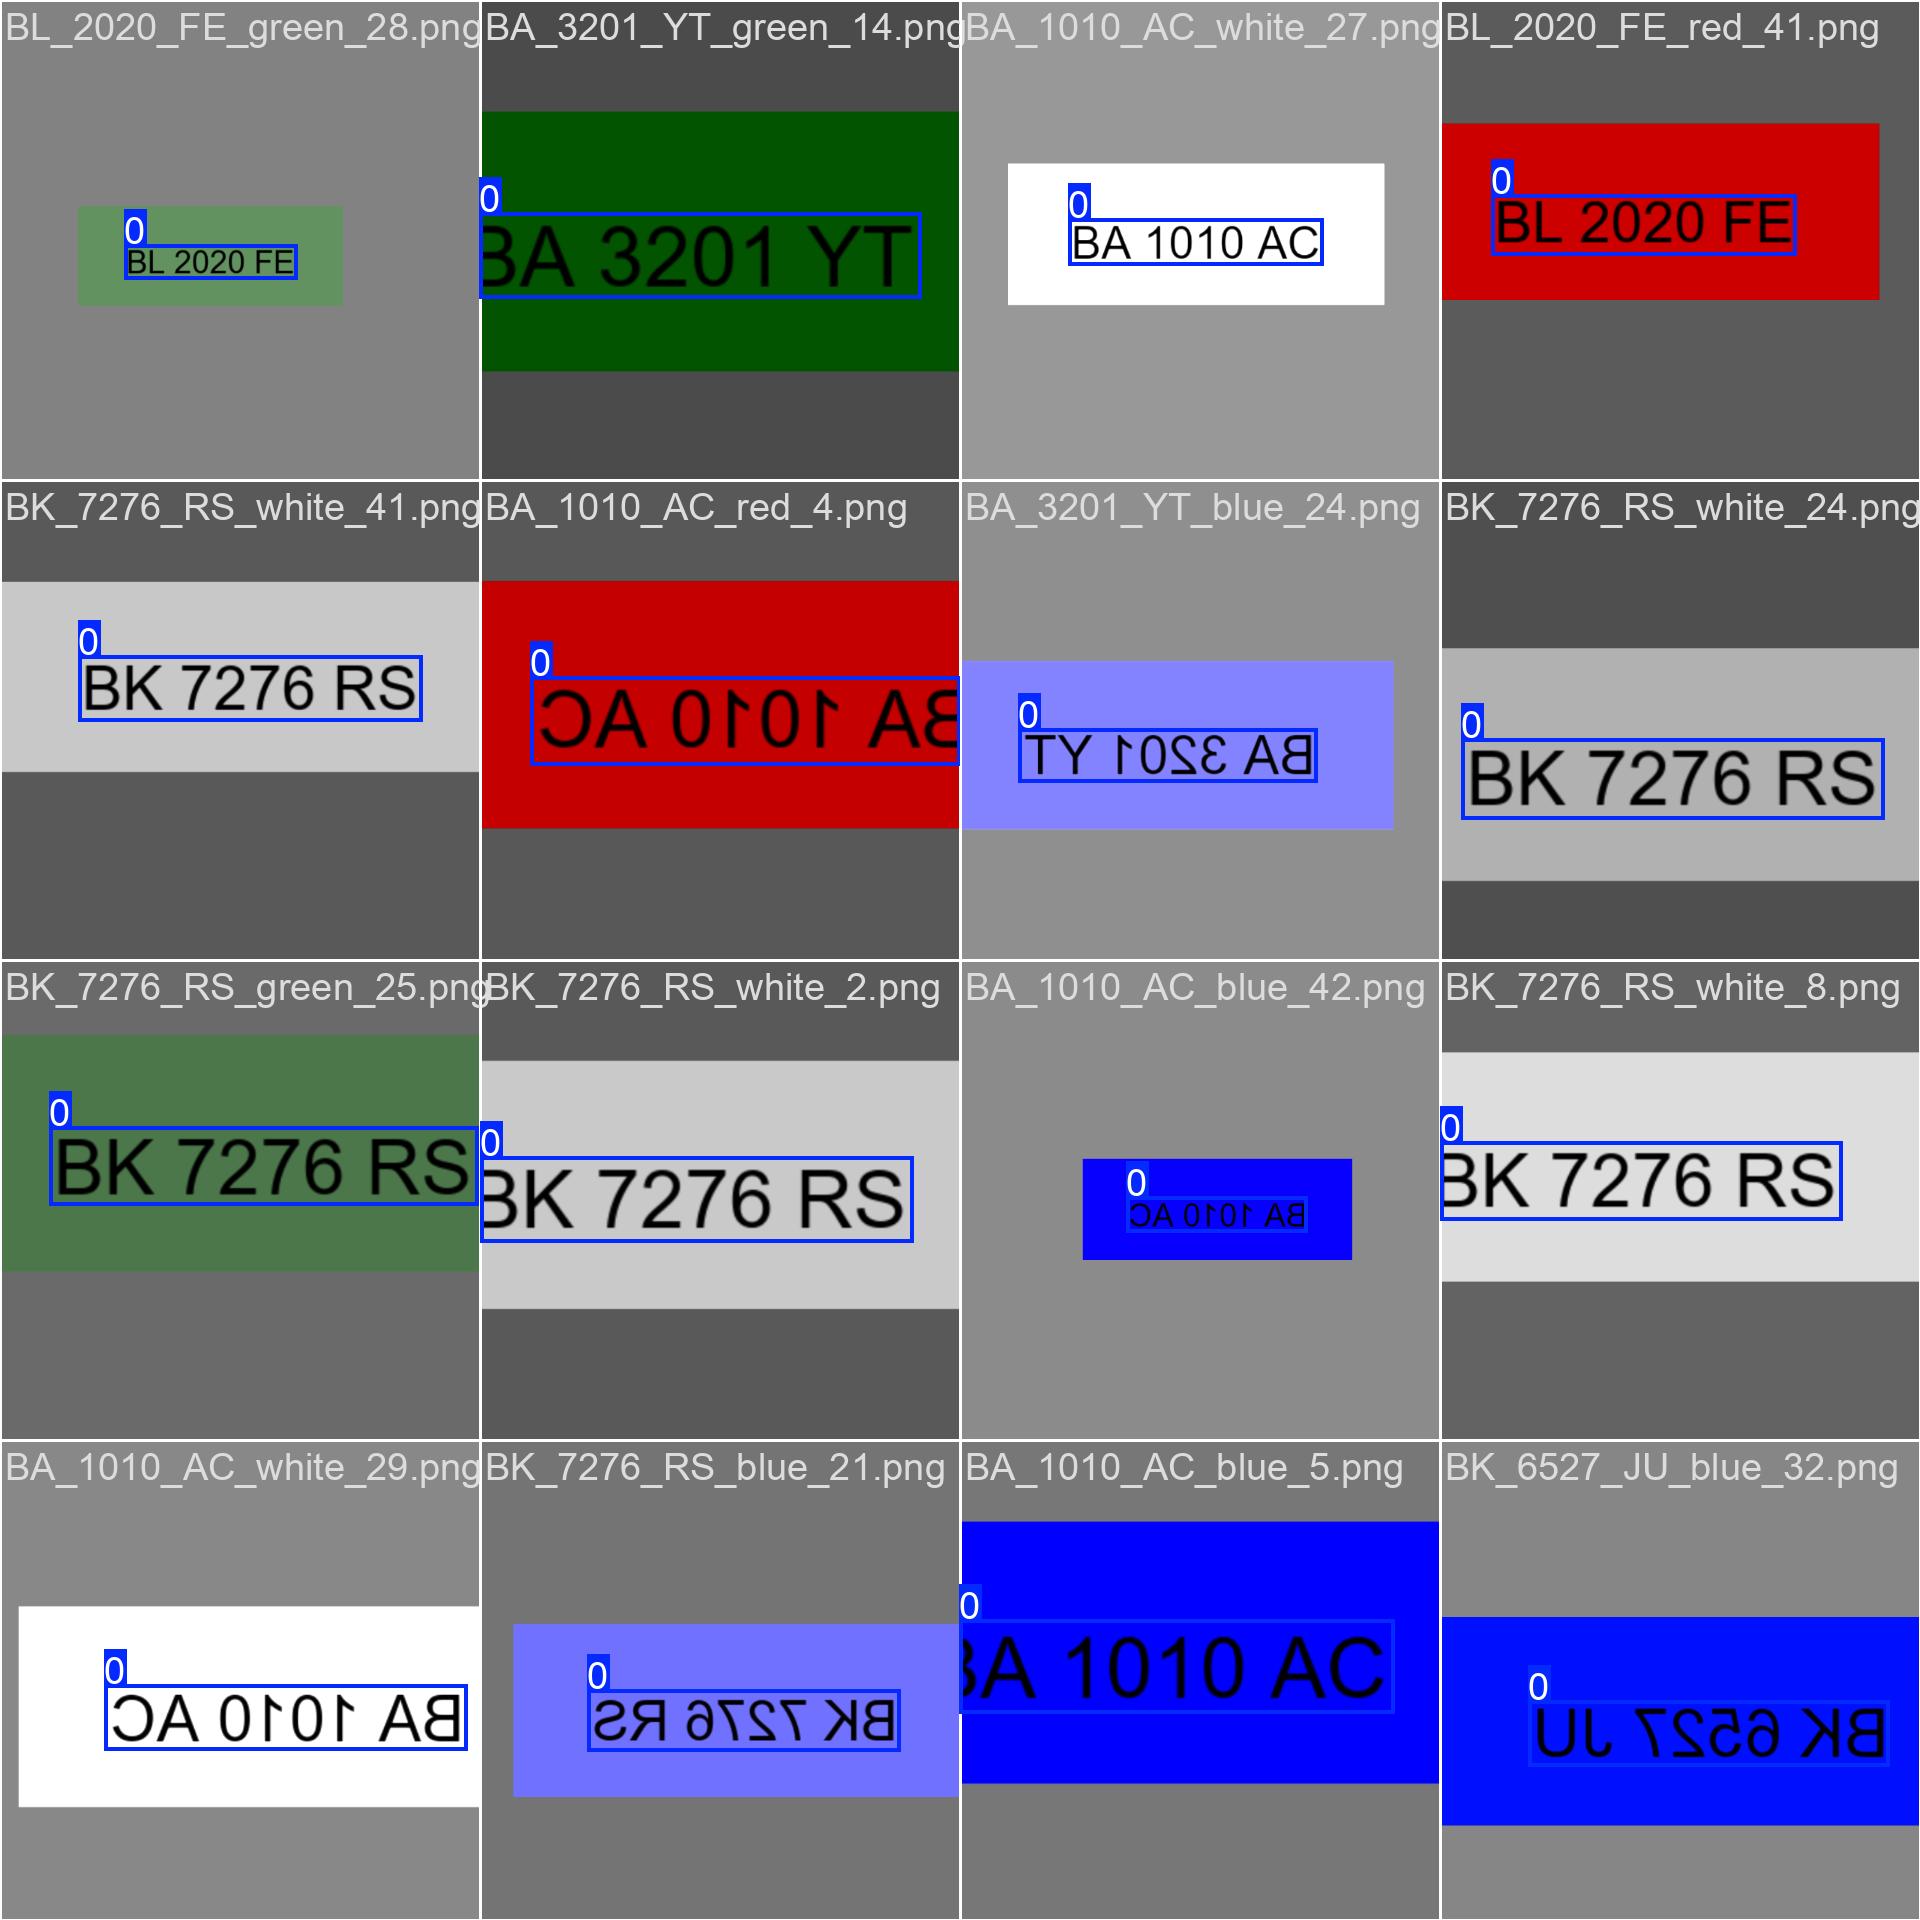 BL_2020_FE_green_28.png
BA_3201_YT_green_14.png
BA_1010_AC_white_27.png
BL_2020_FE_red_41.png
0
BL 2020 FE
0
BA 3201 YT
0
BA 1010 AC
0
BL 2020 FE
BK_7276_RS_white_41.png
BA_1010_AC_red_4.png
BA_3201_YT_blue_24.png
BK_7276_RS_white_24.png
0
BK 7276 RS
0
BA 1010 AC
0
BA 3201 YT
0
BK 7276 RS
BK_7276_RS_green_25.png
BK_7276_RS_white_2.png
BA_1010_AC_blue_42.png
BK_7276_RS_white_8.png
0
BK 7276 RS
0
BK 7276 RS
0
BA 1010 AC
0
BK 7276 RS
BA_1010_AC_white_29.png
BK_7276_RS_blue_21.png
BA_1010_AC_blue_5.png
BK_6527_JU_blue_32.png
0
BA 1010 AC
0
BK 7276 RS
0
BA 1010 AC
0
BK 6527 JU